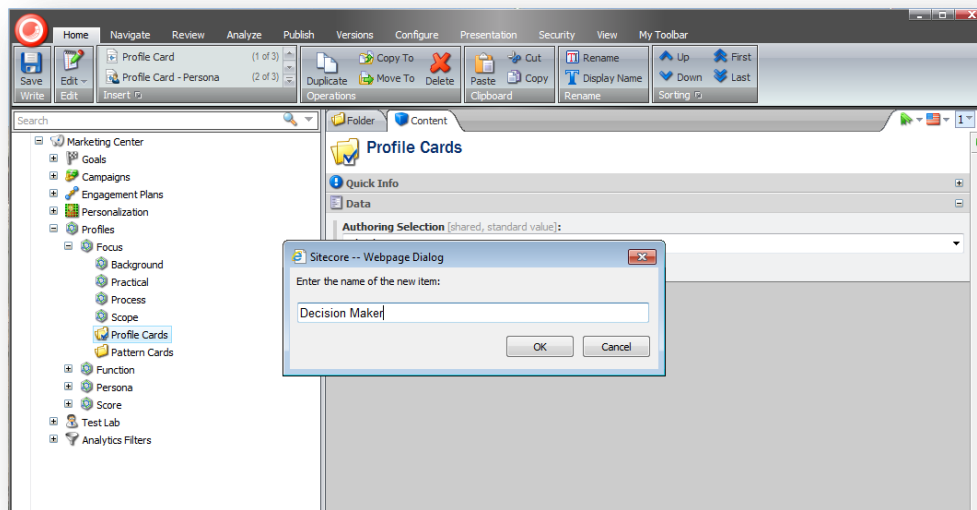 Home Navigate Review Analyze Publish Versions Configure Presentation Security View My Toolbar
Save
Write
Edit
Edit
Profile Card (1 of 3)
Profile Card - Persona (2 of 3)
Insert
Duplicate
Copy To
Move To
Delete
Operations
Paste
Cut
Copy
Clipboard
Rename
Display Name
Rename
Up First
Down Last
Sorting
Search
Folder Content
1
Marketing Center
Goals
Campaigns
Engagement Plans
Personalization
Profiles
Focus
Background
Practical
Process
Scope
Profile Cards
Pattern Cards
Function
Persona
Score
Test Lab
Analytics Filters
Profile Cards
Quick Info
Data
Authoring Selection [shared, standard value]:
Sitecore -- Webpage Dialog
Enter the name of the new item:
Decision Maker
OK Cancel